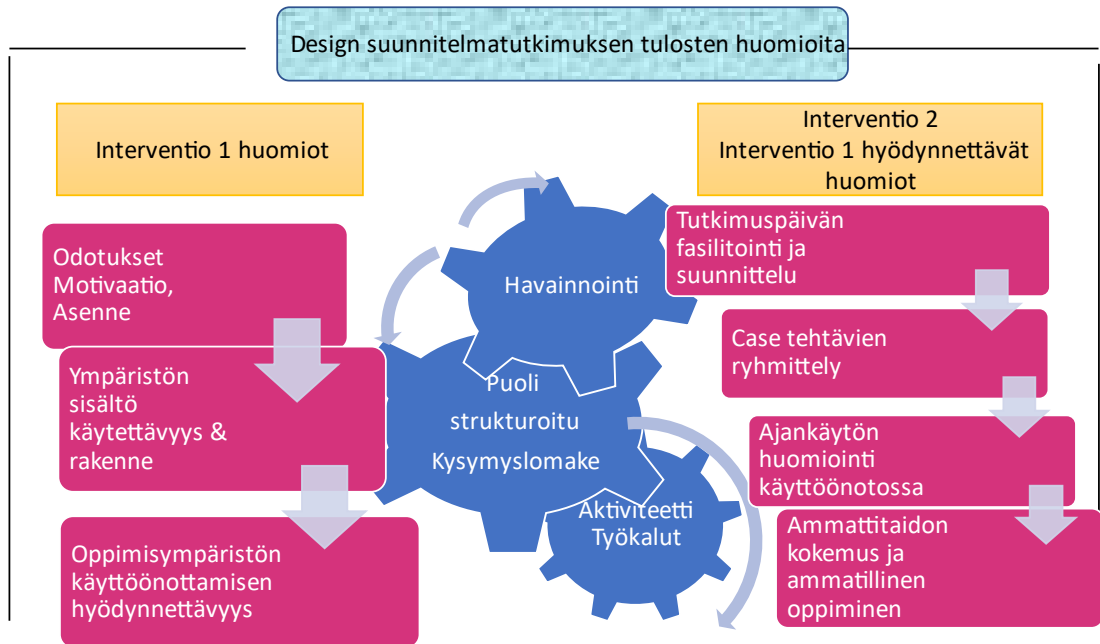 Design suunnitelmatutkimuksen tulosten huomioita
Interventio 1 huomiot
Odotukset
Motivaatio,
Asenne
Ympäristön
sisältö
käytettävyys &
rakenne
Oppimisympäristön
käyttöönottamisen
hyödynnettävyys
Havainnointi
Puoli
strukturoitu
Kysymyslomake
Aktiviteetti
Työkalut
Interventio 2
Interventio 1 hyödynnettävät
huomiot
Tutkimuspäivän
fasilitointi ja
suunnittelu
Case tehtävien
ryhmittely
Ajankäytön
huomiointi
käyttöönotossa
Ammattitaidon
kokemus ja
ammatillinen
oppiminen